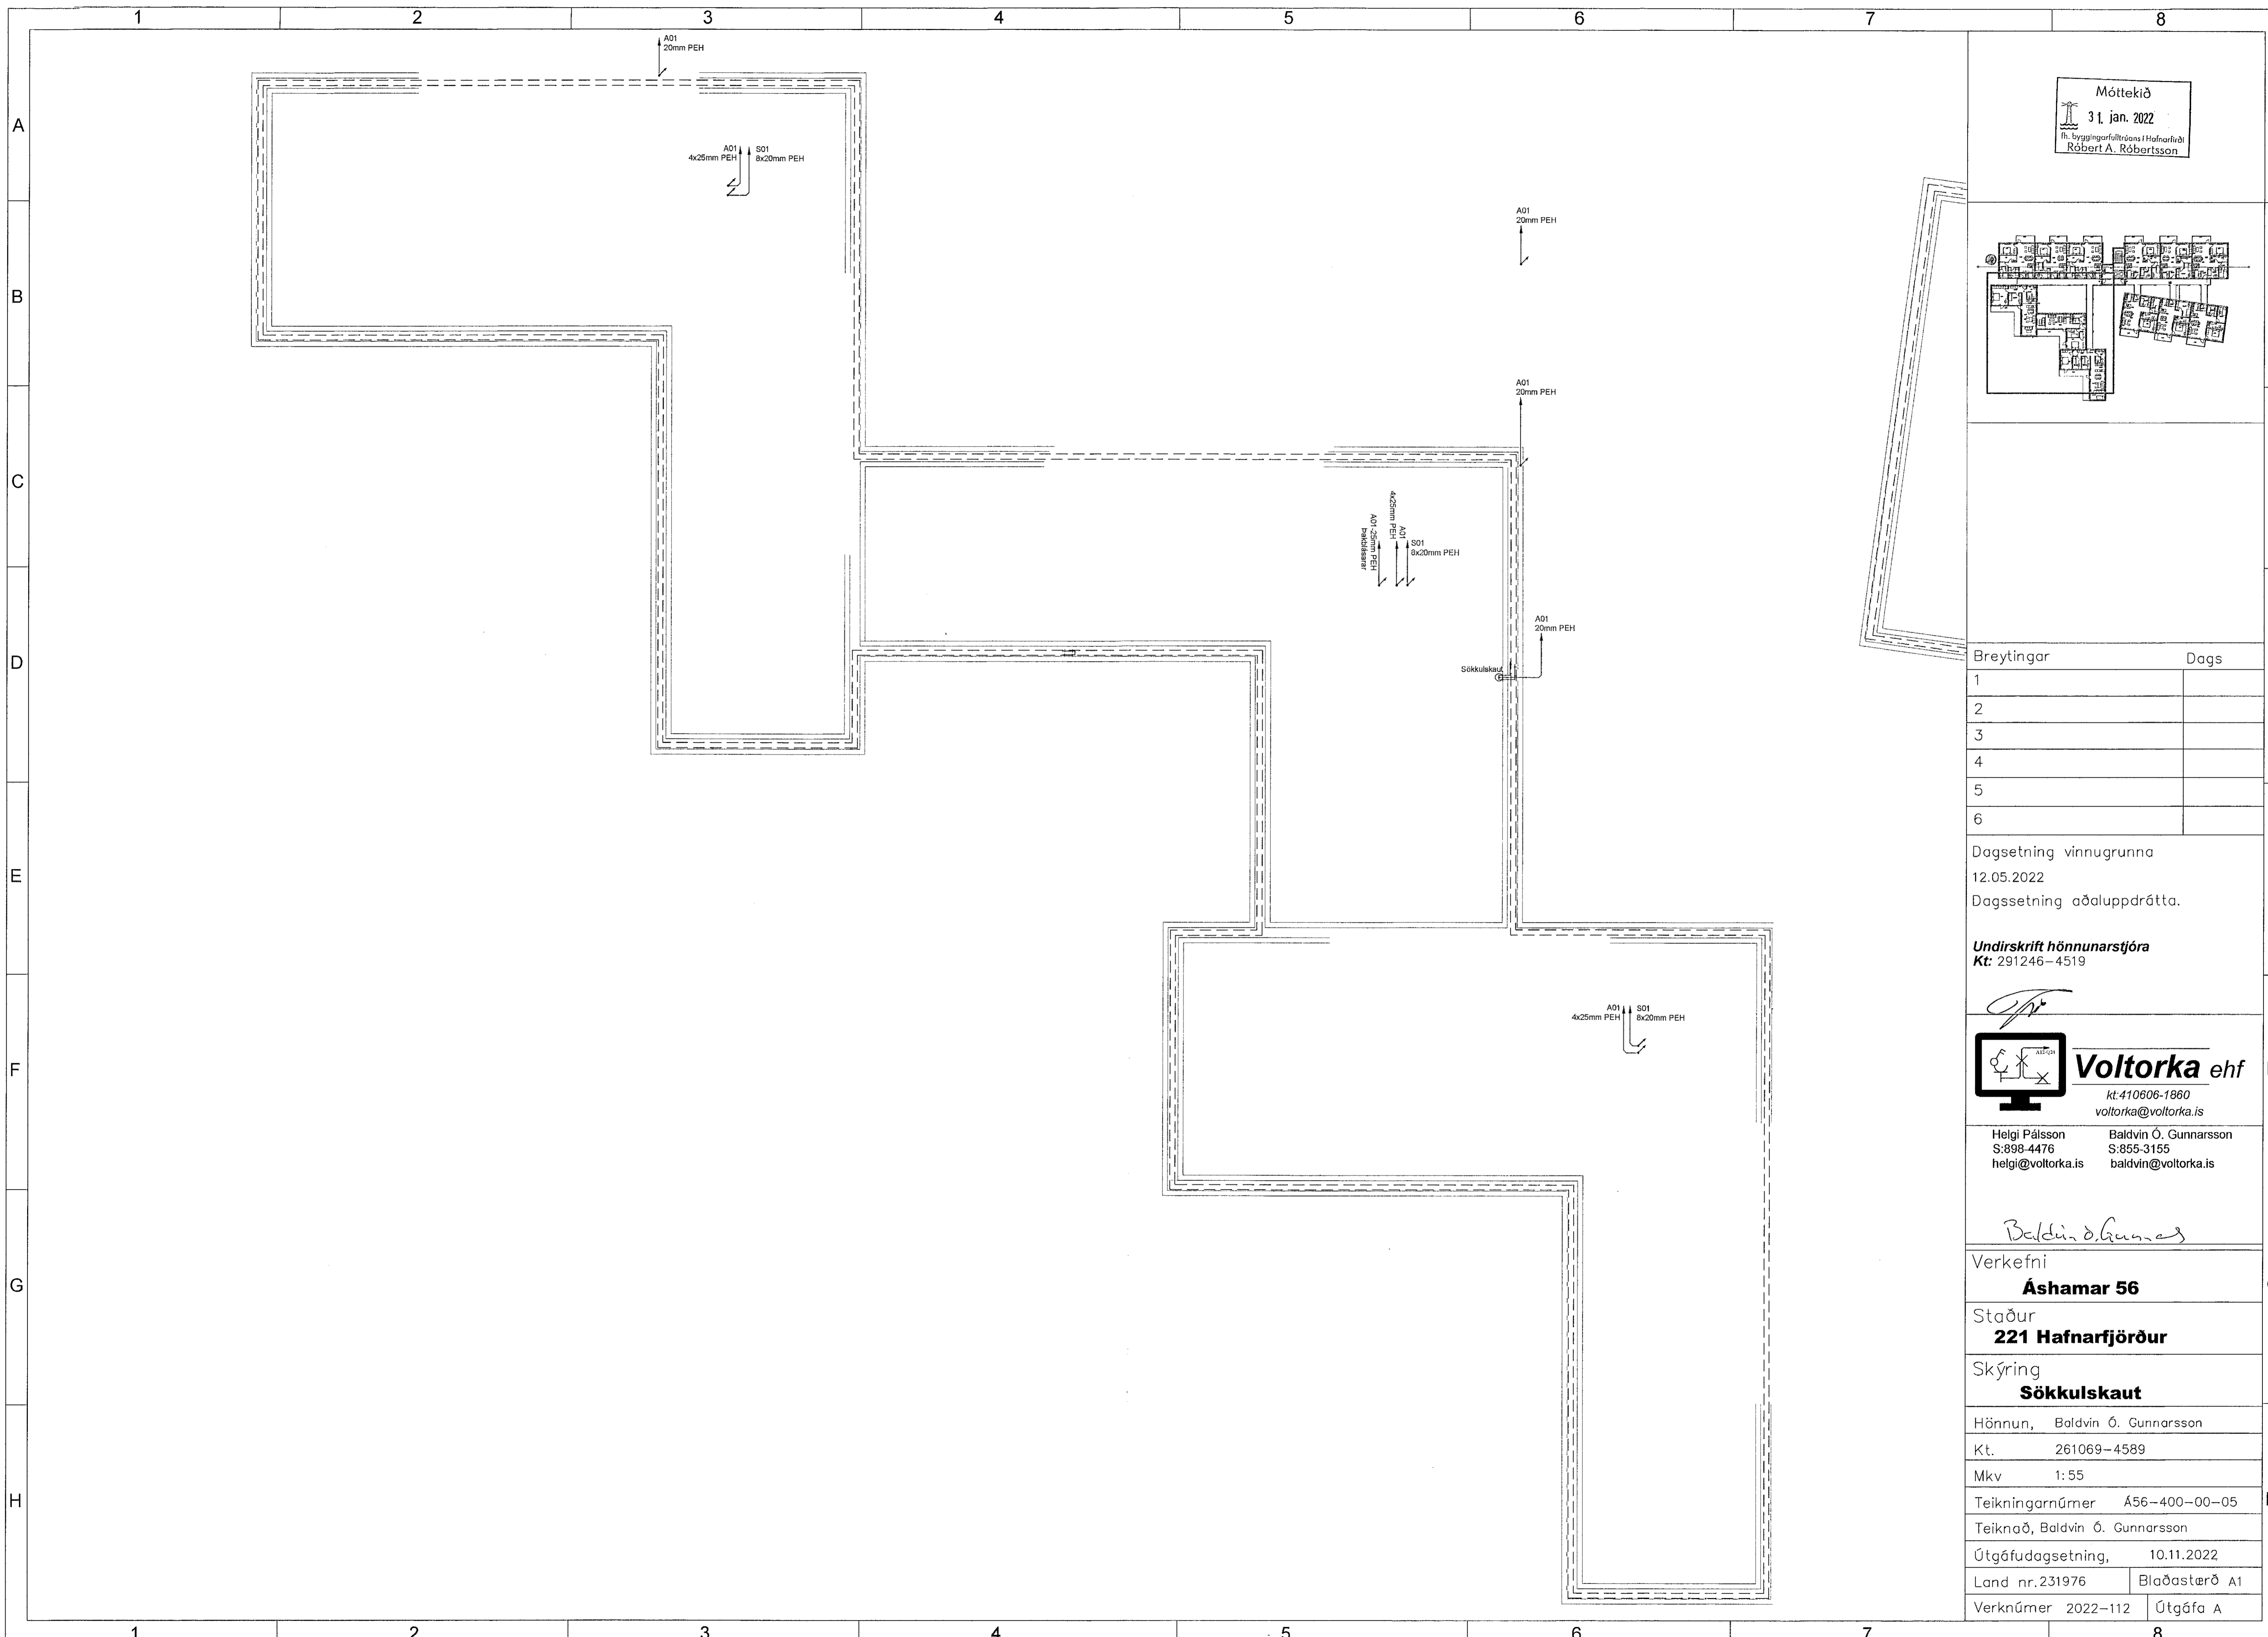 1 2 3 4 5 6 7 8
A
B
C
D
E
F
G
H
A01
20mm PEH
A01
4x25mm PEH
S01
8x20mm PEH
A01
20mm PEH
A01
20mm PEH
A01-25mm PEH
Þakblásarar
A01
4x25mm PEH
S01
8x20mm PEH
A01
20mm PEH
Sökkulskaut
A01
4x25mm PEH
S01
8x20mm PEH
Móttekið
31. jan. 2022
fh. byggingarfulltrúans í Hafnarfirði
Róbert A. Róbertsson
Breytingar Dags
1
2
3
4
5
6
Dagsetning vinnugrunna
12.05.2022
Dagssetning aðaluppdrátta.
Undirskrift hönnunarstjóra
Kt: 291246-4519
Voltorka ehf
kt:410606-1860
voltorka@voltorka.is
Helgi Pálsson Baldvin Ó. Gunnarsson
S:898-4476 S:855-3155
helgi@voltorka.is baldvin@voltorka.is
Verkefni
Áshamar 56
Staður
221 Hafnarfjörður
Skýring
Sökkulskaut
Hönnun, Baldvin Ó. Gunnarsson
Kt. 261069-4589
Mkv 1:55
Teikningarnúmer Á56-400-00-05
Teiknað, Baldvin Ó. Gunnarsson
Útgáfudagsetning, 10.11.2022
Land nr.231976 Blaðastærð A1
Verknúmer 2022-112 Útgáfa A
1 2 3 4 5 6 7 8